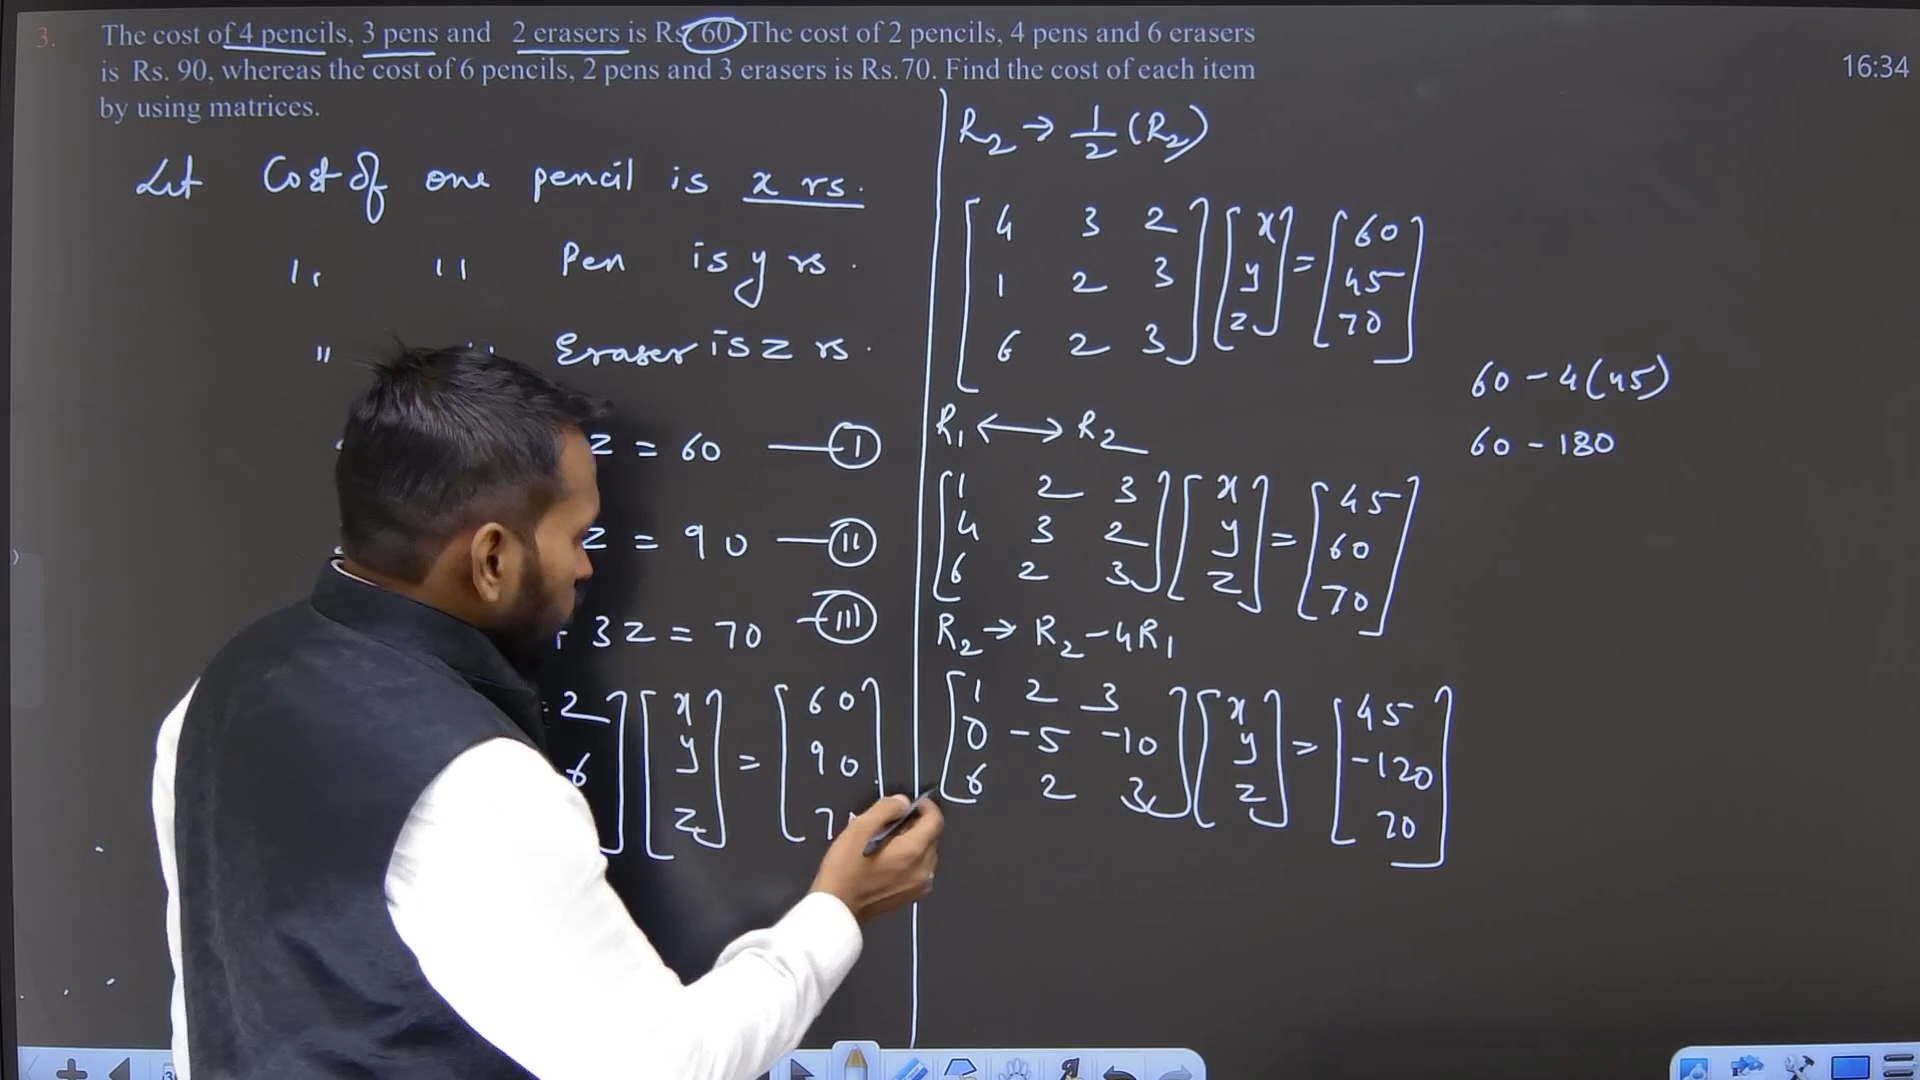 3. The cost of 4 pencils, 3 pens and 2 erasers is Rs. 60. The cost of 2 pencils, 4 pens and 6 erasers
is Rs. 90, whereas the cost of 6 pencils, 2 pens and 3 erasers is Rs.70. Find the cost of each item
by using matrices.
16:34
Let Cost of one pencil is x rs.
" " Pen is y rs.
" " Eraser is z rs.
z = 60 — I
z = 90 — II
+ 3z = 70 — III
2 [x] = [60]
6 [y] = [90]
[z]
R₂ → 1/2 (R₂)
[4 3 2] [x] = [60]
[1 2 3] [y] = [45]
[6 2 3] [z] = [70]
R₁ ↔ R₂
[1 2 3] [x] = [45]
[4 3 2] [y] = [60]
[6 2 3] [z] = [70]
R₂ → R₂ - 4R₁
[1 2 3] [x] = [45]
[0 -5 -10] [y] = [-120]
[6 2 3] [z] = [70]
60 - 4(45)
60 - 180